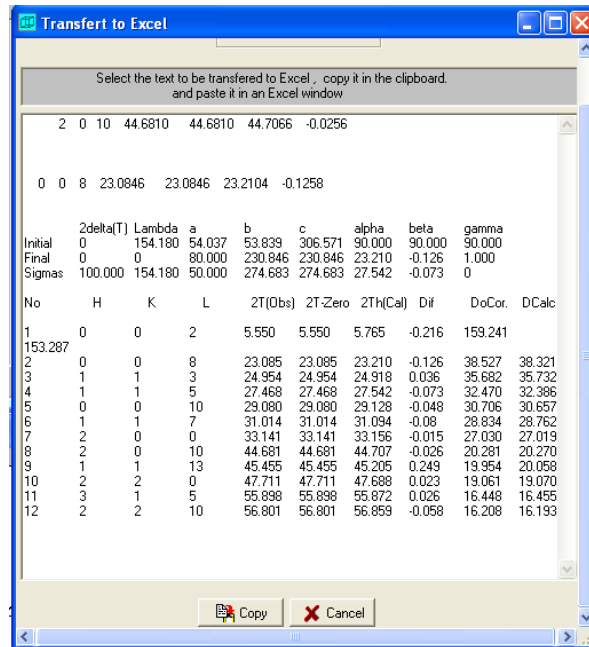 Transfert to Excel
Select the text to be transfered to Excel , copy it in the clipboard.
and paste it in an Excel window
2 0 10 44.6810 44.6810 44.7066 -0.0256
0 0 8 23.0846 23.0846 23.2104 -0.1258
2delta(T) Lambda a b c alpha beta gamma
Initial 0 154.180 54.037 53.839 306.571 90.000 90.000 90.000
Final 0 0 80.000 230.846 230.846 23.210 -0.126 1.000
Sigmas 100.000 154.180 50.000 274.683 274.683 27.542 -0.073 0
No H K L 2T(Obs) 2T-Zero 2Th(Cal) Dif DoCor. DCalc
1 0 0 2 5.550 5.550 5.765 -0.216 159.241
153.287
2 0 0 8 23.085 23.085 23.210 -0.126 38.527 38.321
3 1 1 3 24.954 24.954 24.918 0.036 35.682 35.732
4 1 1 5 27.468 27.468 27.542 -0.073 32.470 32.386
5 0 0 10 29.080 29.080 29.128 -0.048 30.706 30.657
6 1 1 7 31.014 31.014 31.094 -0.08 28.834 28.762
7 2 0 0 33.141 33.141 33.156 -0.015 27.030 27.019
8 2 0 10 44.681 44.681 44.707 -0.026 20.281 20.270
9 1 1 13 45.455 45.455 45.205 0.249 19.954 20.058
10 2 2 0 47.711 47.711 47.688 0.023 19.061 19.070
11 3 1 5 55.898 55.898 55.872 0.026 16.448 16.455
12 2 2 10 56.801 56.801 56.859 -0.058 16.208 16.193
Copy Cancel